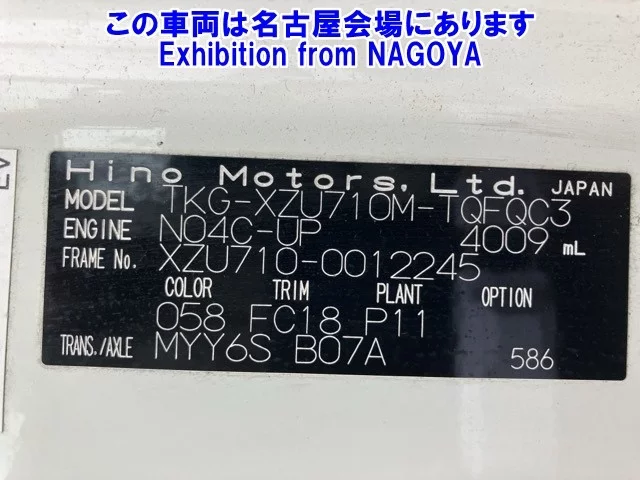 この車両は名古屋会場にあります
Exhibition from NAGOYA
Hino Motors, Ltd. JAPAN
MODEL TKG-XZU710M-TQFQC3
ENGINE N04C-UP 4009 mL
FRAME No. XZU710-0012245
COLOR TRIM PLANT OPTION
058 FC18 P11
TRANS./AXLE MYY6S B07A 586